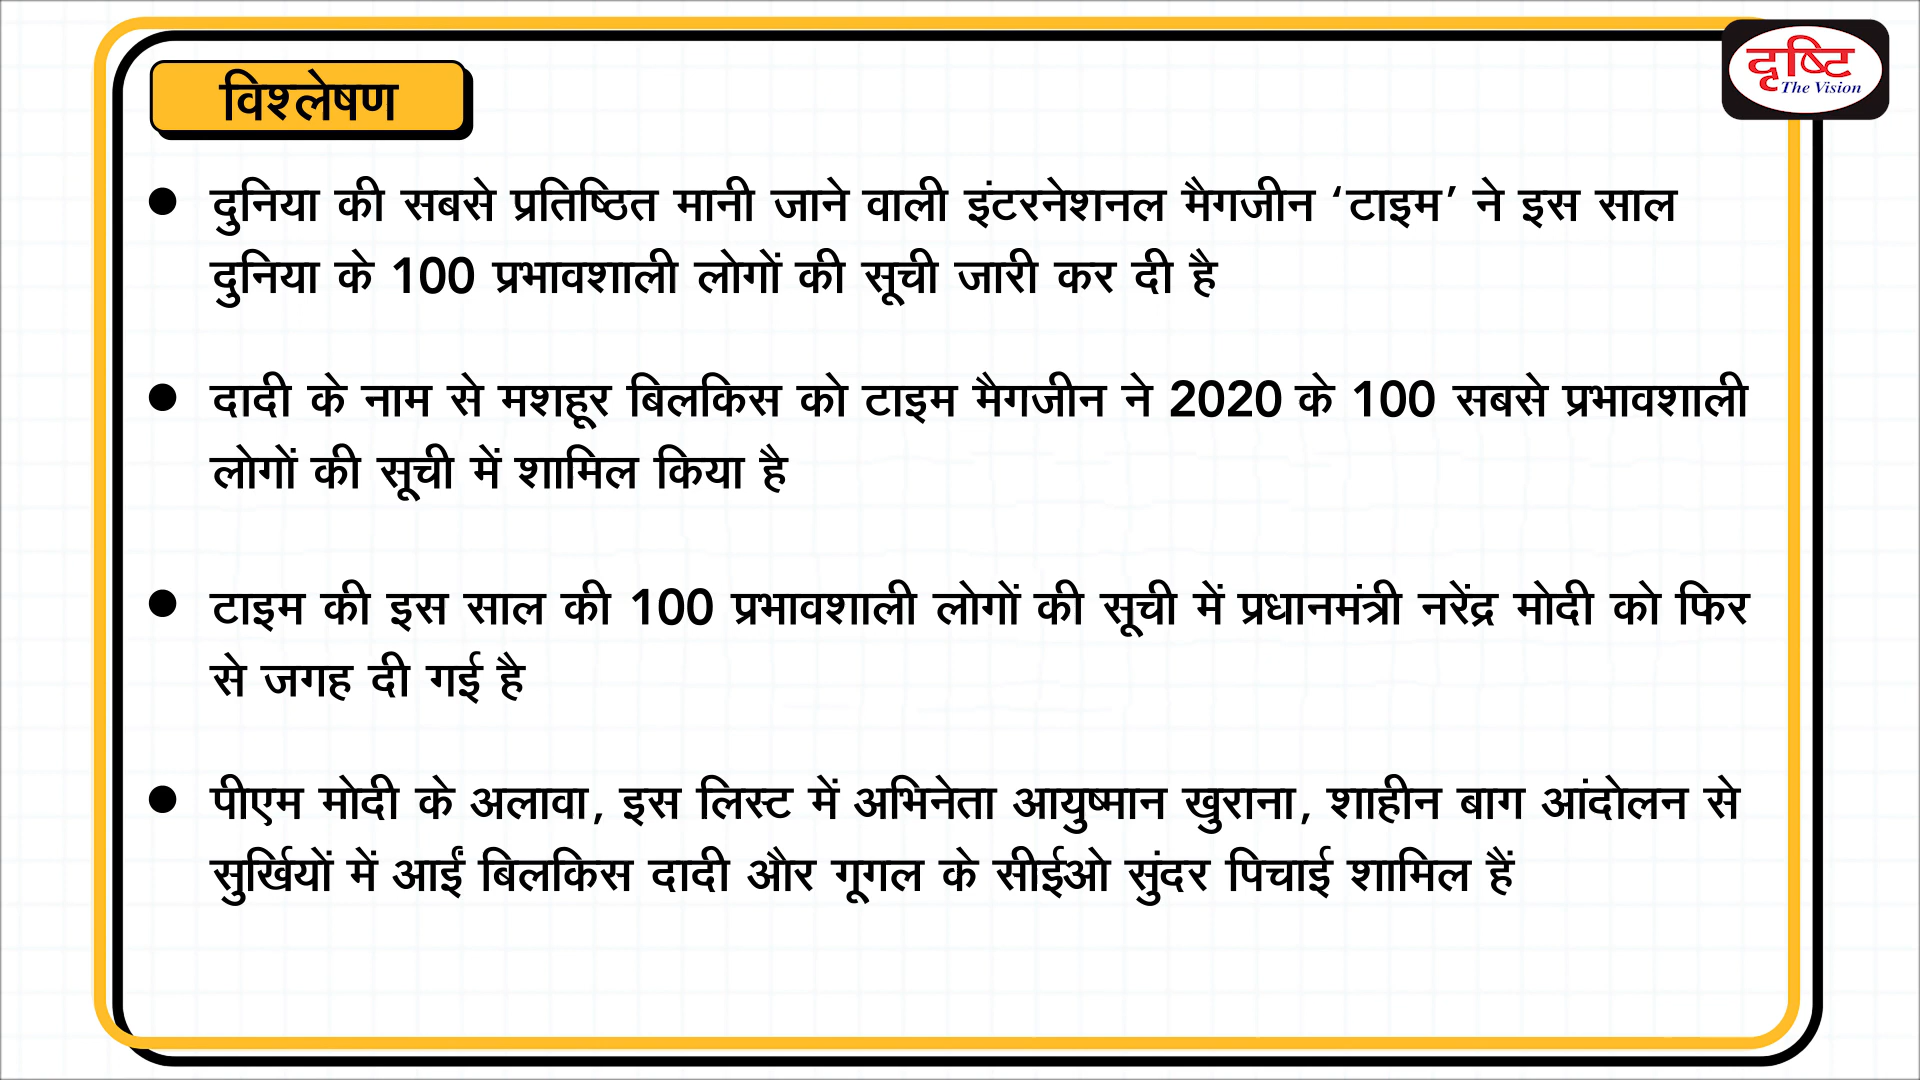 दृष्टि
The Vision
विश्लेषण
● दुनिया की सबसे प्रतिष्ठित मानी जाने वाली इंटरनेशनल मैगजीन ‘टाइम’ ने इस साल
दुनिया के 100 प्रभावशाली लोगों की सूची जारी कर दी है
● दादी के नाम से मशहूर बिलकिस को टाइम मैगजीन ने 2020 के 100 सबसे प्रभावशाली
लोगों की सूची में शामिल किया है
● टाइम की इस साल की 100 प्रभावशाली लोगों की सूची में प्रधानमंत्री नरेंद्र मोदी को फिर
से जगह दी गई है
● पीएम मोदी के अलावा, इस लिस्ट में अभिनेता आयुष्मान खुराना, शाहीन बाग आंदोलन से
सुर्खियों में आईं बिलकिस दादी और गूगल के सीईओ सुंदर पिचाई शामिल हैं